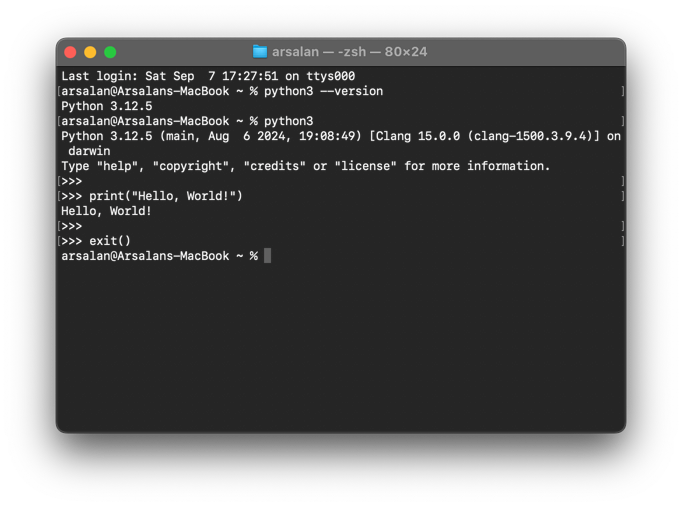 arsalan — -zsh — 80×24
Last login: Sat Sep  7 17:27:51 on ttys000
[arsalan@Arsalans-MacBook ~ % python3 --version ]
Python 3.12.5
[arsalan@Arsalans-MacBook ~ % python3 ]
Python 3.12.5 (main, Aug  6 2024, 19:08:49) [Clang 15.0.0 (clang-1500.3.9.4)] on
 darwin
Type "help", "copyright", "credits" or "license" for more information.
[>>> ]
[>>> print("Hello, World!") ]
Hello, World!
[>>> ]
[>>> exit() ]
arsalan@Arsalans-MacBook ~ %